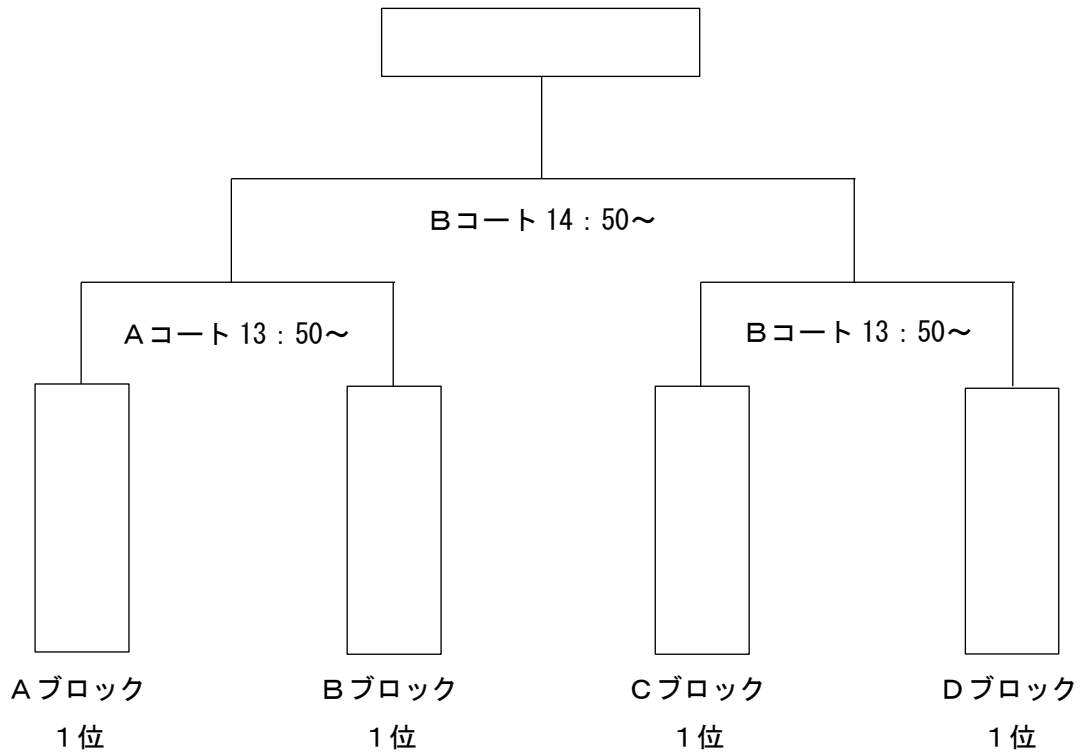 Ｂコート 14：50～
Ａコート 13：50～
Ｂコート 13：50～
Ａブロック
１位
Ｂブロック
１位
Ｃブロック
１位
Ｄブロック
１位